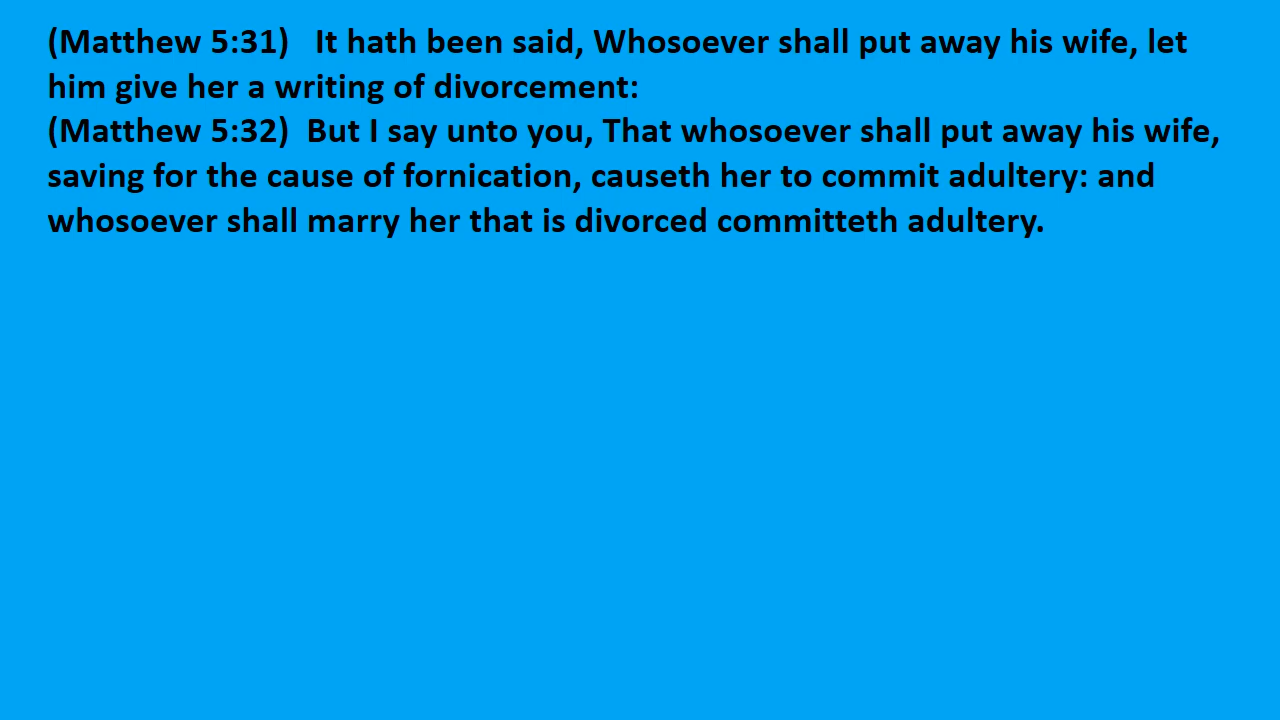 (Matthew 5:31)   It hath been said, Whosoever shall put away his wife, let
him give her a writing of divorcement:
(Matthew 5:32)  But I say unto you, That whosoever shall put away his wife,
saving for the cause of fornication, causeth her to commit adultery: and
whosoever shall marry her that is divorced committeth adultery.